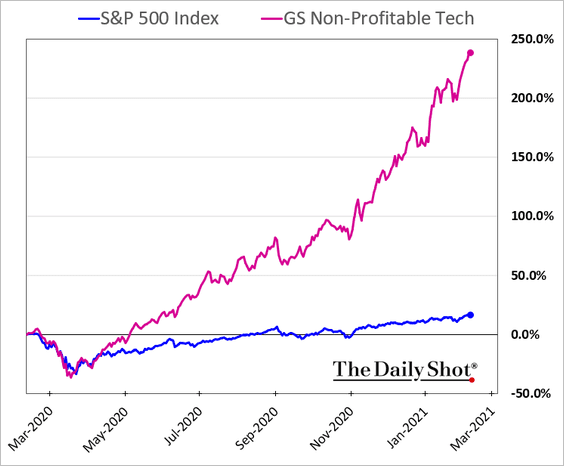 S&P 500 Index GS Non-Profitable Tech
250.0%
200.0%
150.0%
100.0%
50.0%
0.0%
-50.0%
The Daily Shot®
Mar-2020 May-2020 Jul-2020 Sep-2020 Nov-2020 Jan-2021 Mar-2021